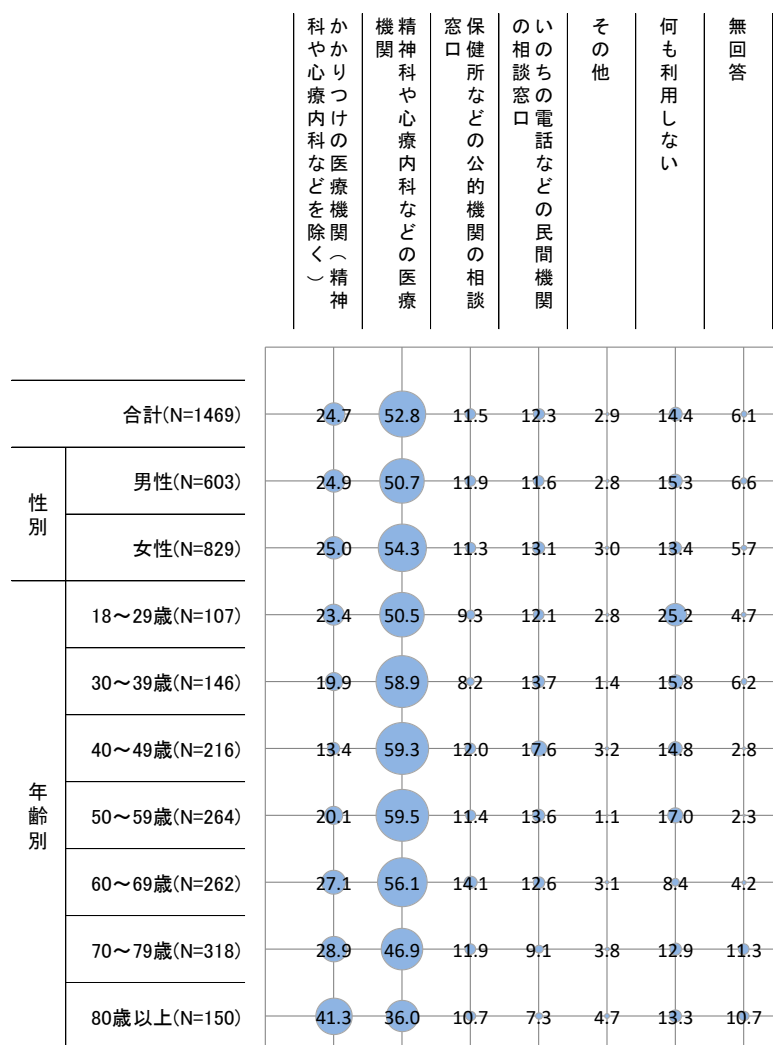 かかりつけの医療機関（精神
科や心療内科などを除く）
精神科や心療内科などの医療
機関
保健所などの公的機関の相談
窓口
いのちの電話などの民間機関
の相談窓口
その他
何も利用しない
無回答
合計(N=1469) 24.7 52.8 11.5 12.3 2.9 14.4 6.1
性別
男性(N=603) 24.9 50.7 11.9 11.6 2.8 15.3 6.6
女性(N=829) 25.0 54.3 11.3 13.1 3.0 13.4 5.7
年齢別
18～29歳(N=107) 23.4 50.5 9.3 12.1 2.8 25.2 4.7
30～39歳(N=146) 19.9 58.9 8.2 13.7 1.4 15.8 6.2
40～49歳(N=216) 13.4 59.3 12.0 17.6 3.2 14.8 2.8
50～59歳(N=264) 20.1 59.5 11.4 13.6 1.1 17.0 2.3
60～69歳(N=262) 27.1 56.1 14.1 12.6 3.1 8.4 4.2
70～79歳(N=318) 28.9 46.9 11.9 9.1 3.8 12.9 11.3
80歳以上(N=150) 41.3 36.0 10.7 7.3 4.7 13.3 10.7